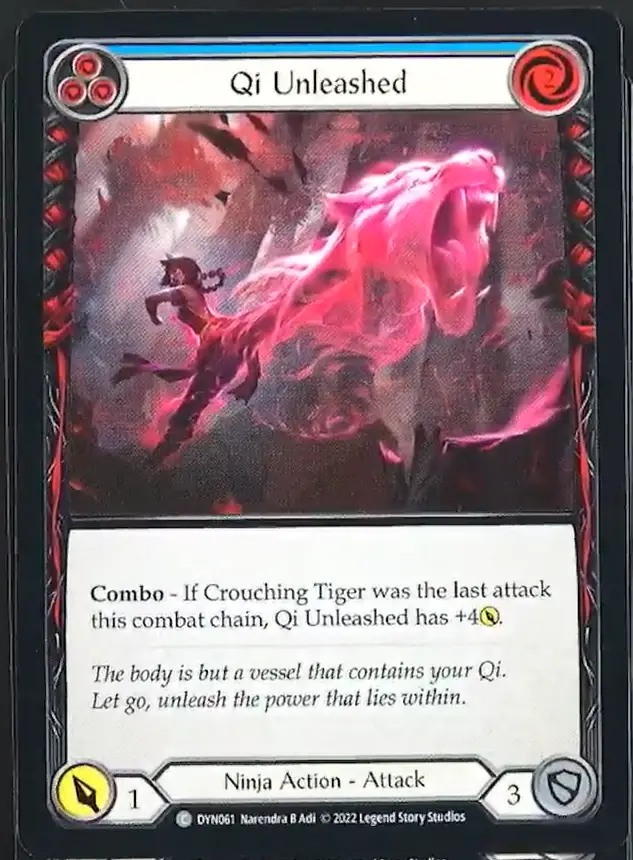 Qi Unleashed
2
Combo - If Crouching Tiger was the last attack
this combat chain, Qi Unleashed has +4.
The body is but a vessel that contains your Qi.
Let go, unleash the power that lies within.
Ninja Action - Attack
1
3
C DYN061 Narendra B Adi © 2022 Legend Story Studios